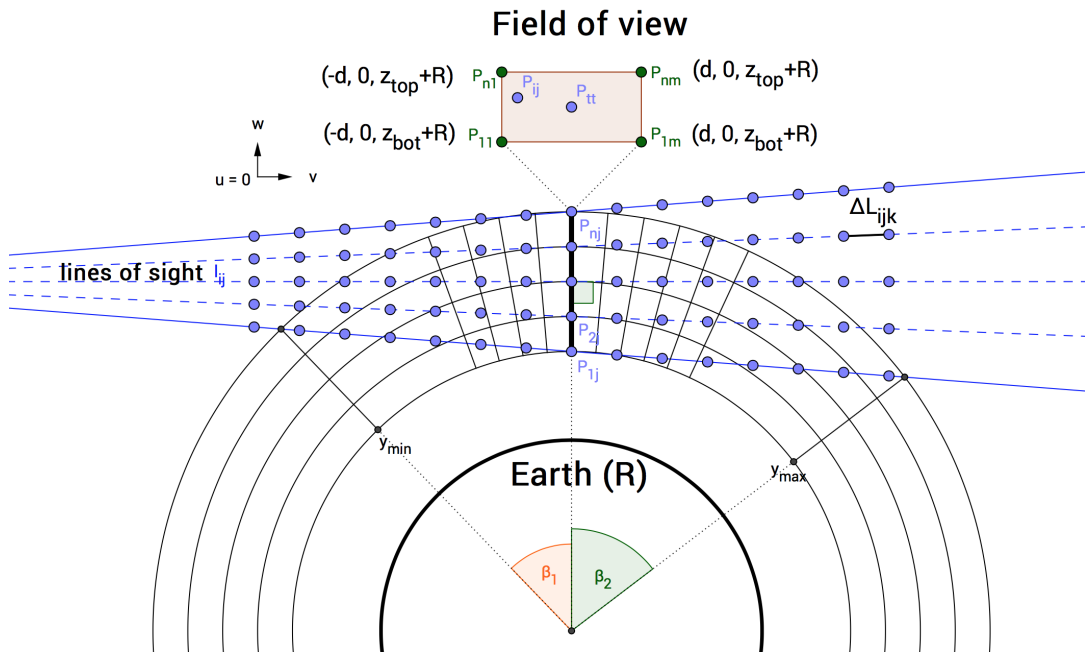 Field of view
(-d, 0, z_top+R)
P_n1
P_ij
P_tt
P_nm
(d, 0, z_top+R)
(-d, 0, z_bot+R)
P_11
P_1m
(d, 0, z_bot+R)
w
u = 0
v
ΔL_ijk
P_nj
lines of sight l_ij
P_2j
P_1j
y_min
y_max
Earth (R)
β_1
β_2